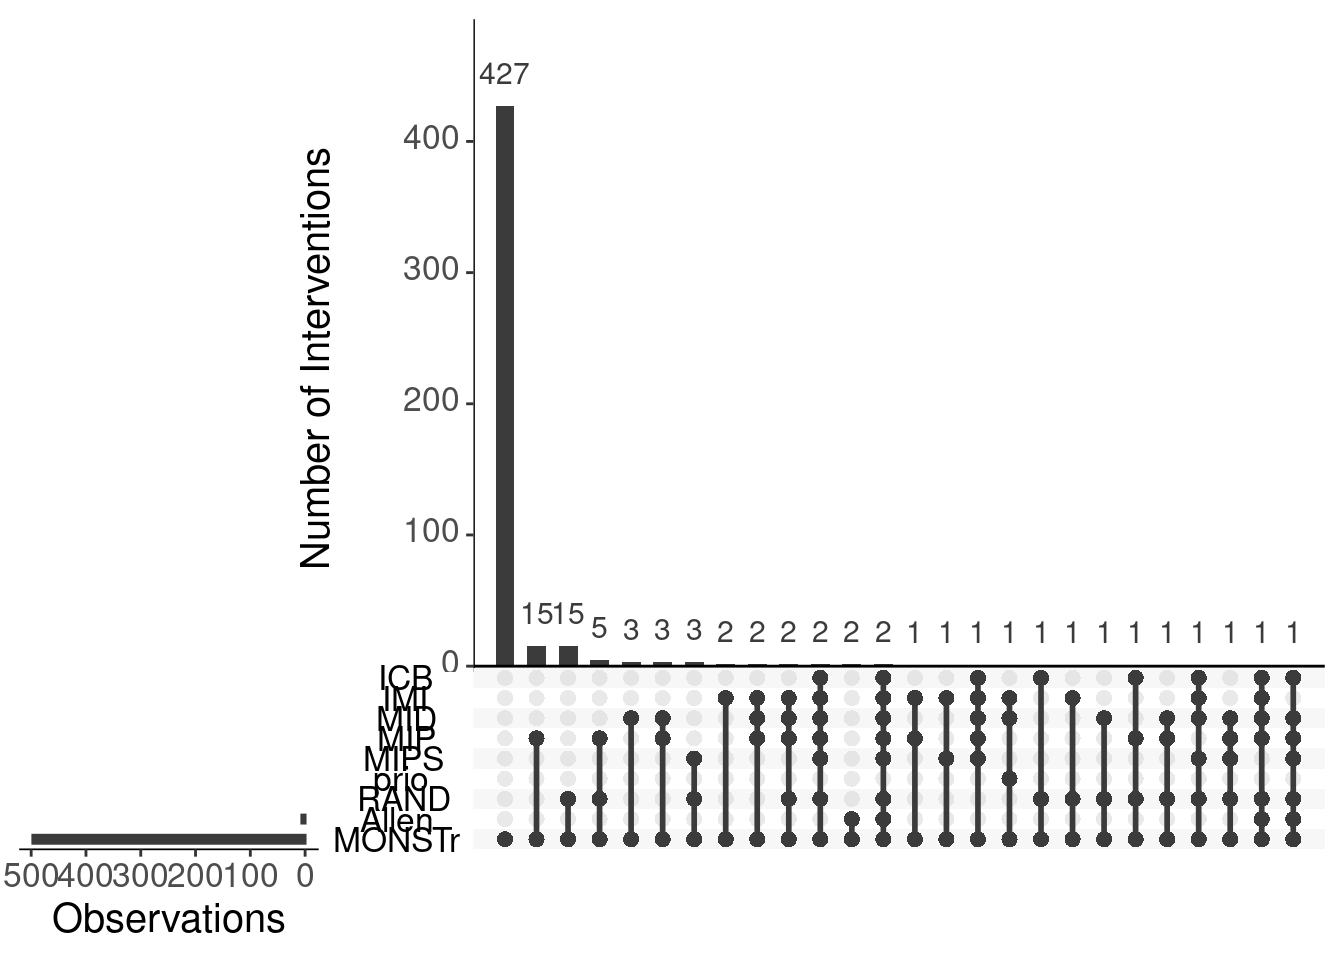 427
400
300
200
100
0
Number of Interventions
15 15 5 3 3 3 2 2 2 2 2 2 1 1 1 1 1 1 1 1 1 1 1 1 1
ICB
IMI
MID
MIP
MIPS
prio
RAND
Allen
MONSTr
500 400 300 200 100 0
Observations